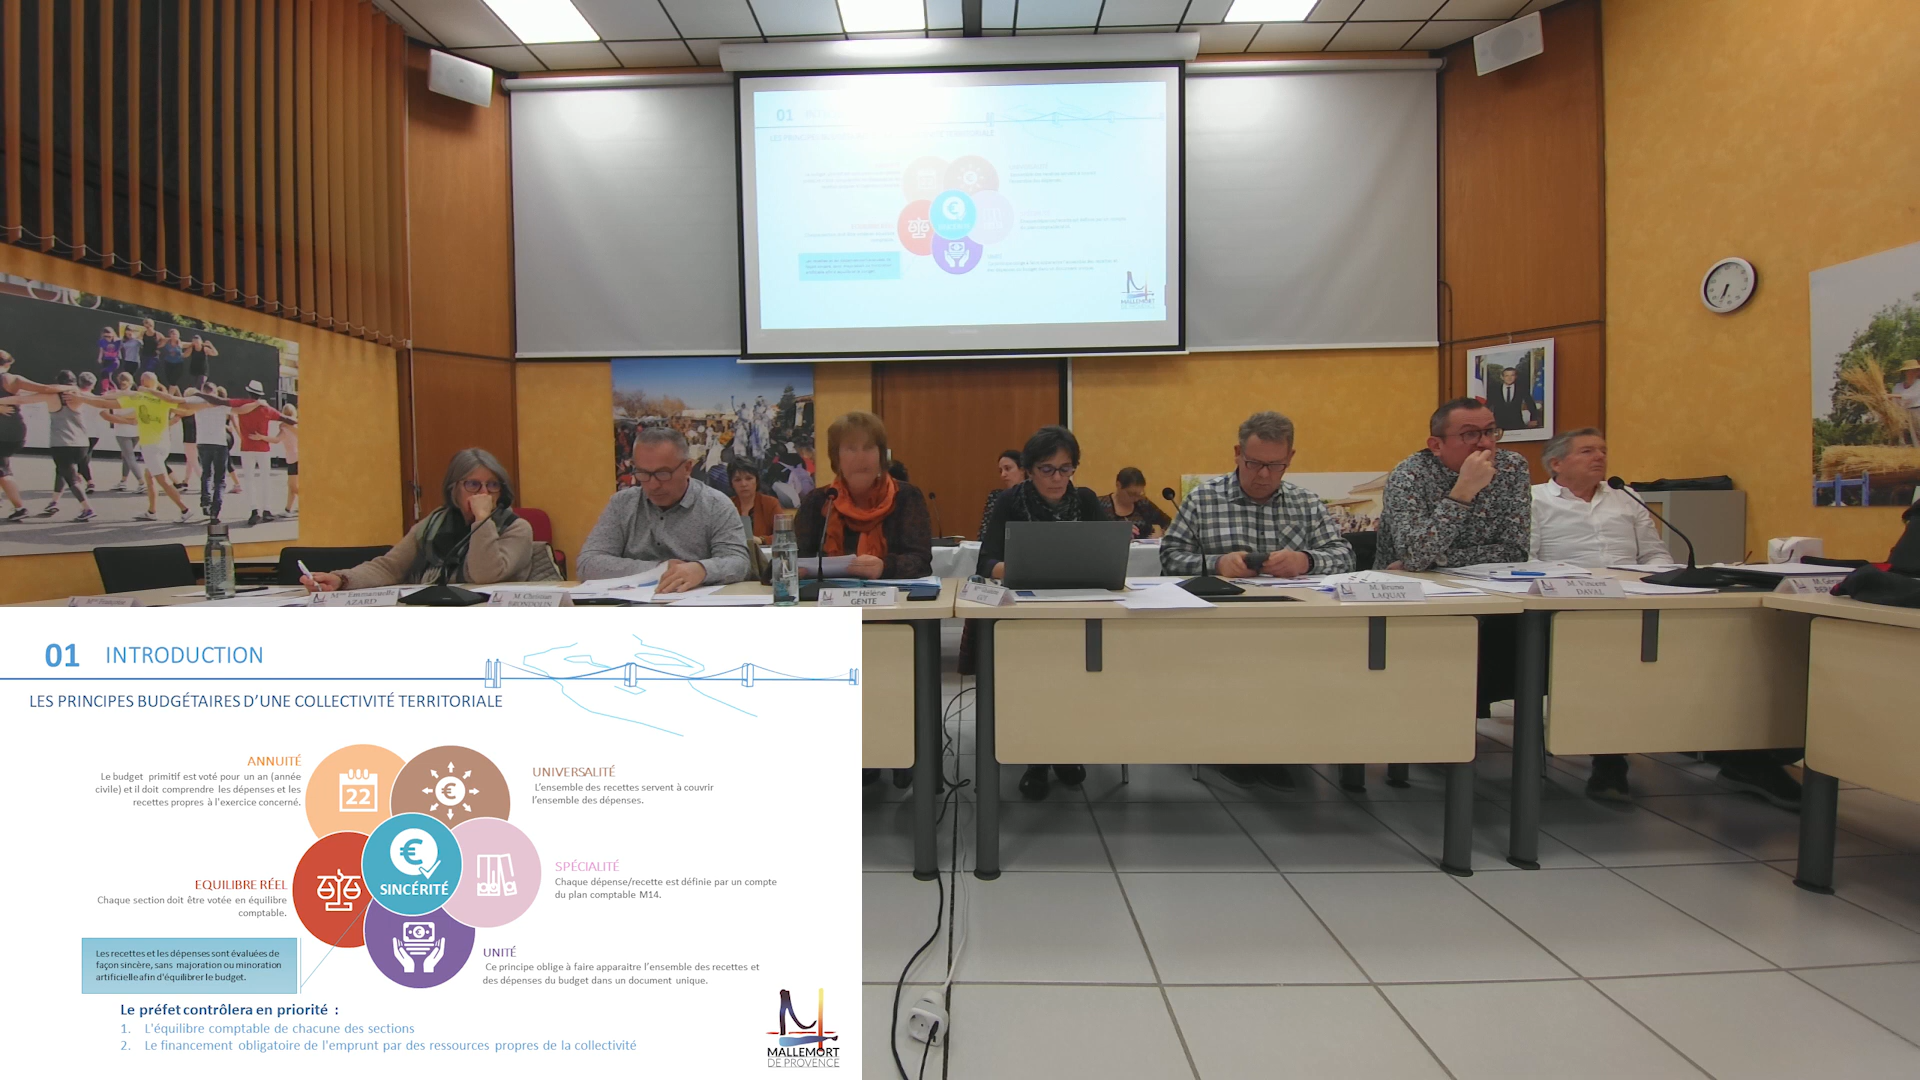 01
M. Emmanuelle
AZARD
M. Christian
BRONDOLIN
Mme Hélène
GENTE
M. Bruno
LAQUAY
M. Vincent
DAVAL
01 INTRODUCTION
LES PRINCIPES BUDGÉTAIRES D’UNE COLLECTIVITÉ TERRITORIALE
ANNUITÉ
Le budget primitif est voté pour un an (année
civile) et il doit comprendre les dépenses et les
recettes propres à l'exercice concerné.
22
UNIVERSALITÉ
L’ensemble des recettes servent à couvrir
l’ensemble des dépenses.
€
SINCÉRITÉ
EQUILIBRE RÉEL
Chaque section doit être votée en équilibre
comptable.
SPÉCIALITÉ
Chaque dépense/recette est définie par un compte
du plan comptable M14.
Les recettes et les dépenses sont évaluées de
façon sincère, sans majoration ou minoration
artificielle afin d'équilibrer le budget.
UNITÉ
Ce principe oblige à faire apparaitre l’ensemble des recettes et
des dépenses du budget dans un document unique.
Le préfet contrôlera en priorité :
1. L'équilibre comptable de chacune des sections
2. Le financement obligatoire de l'emprunt par des ressources propres de la collectivité
MALLEMORT
DE PROVENCE